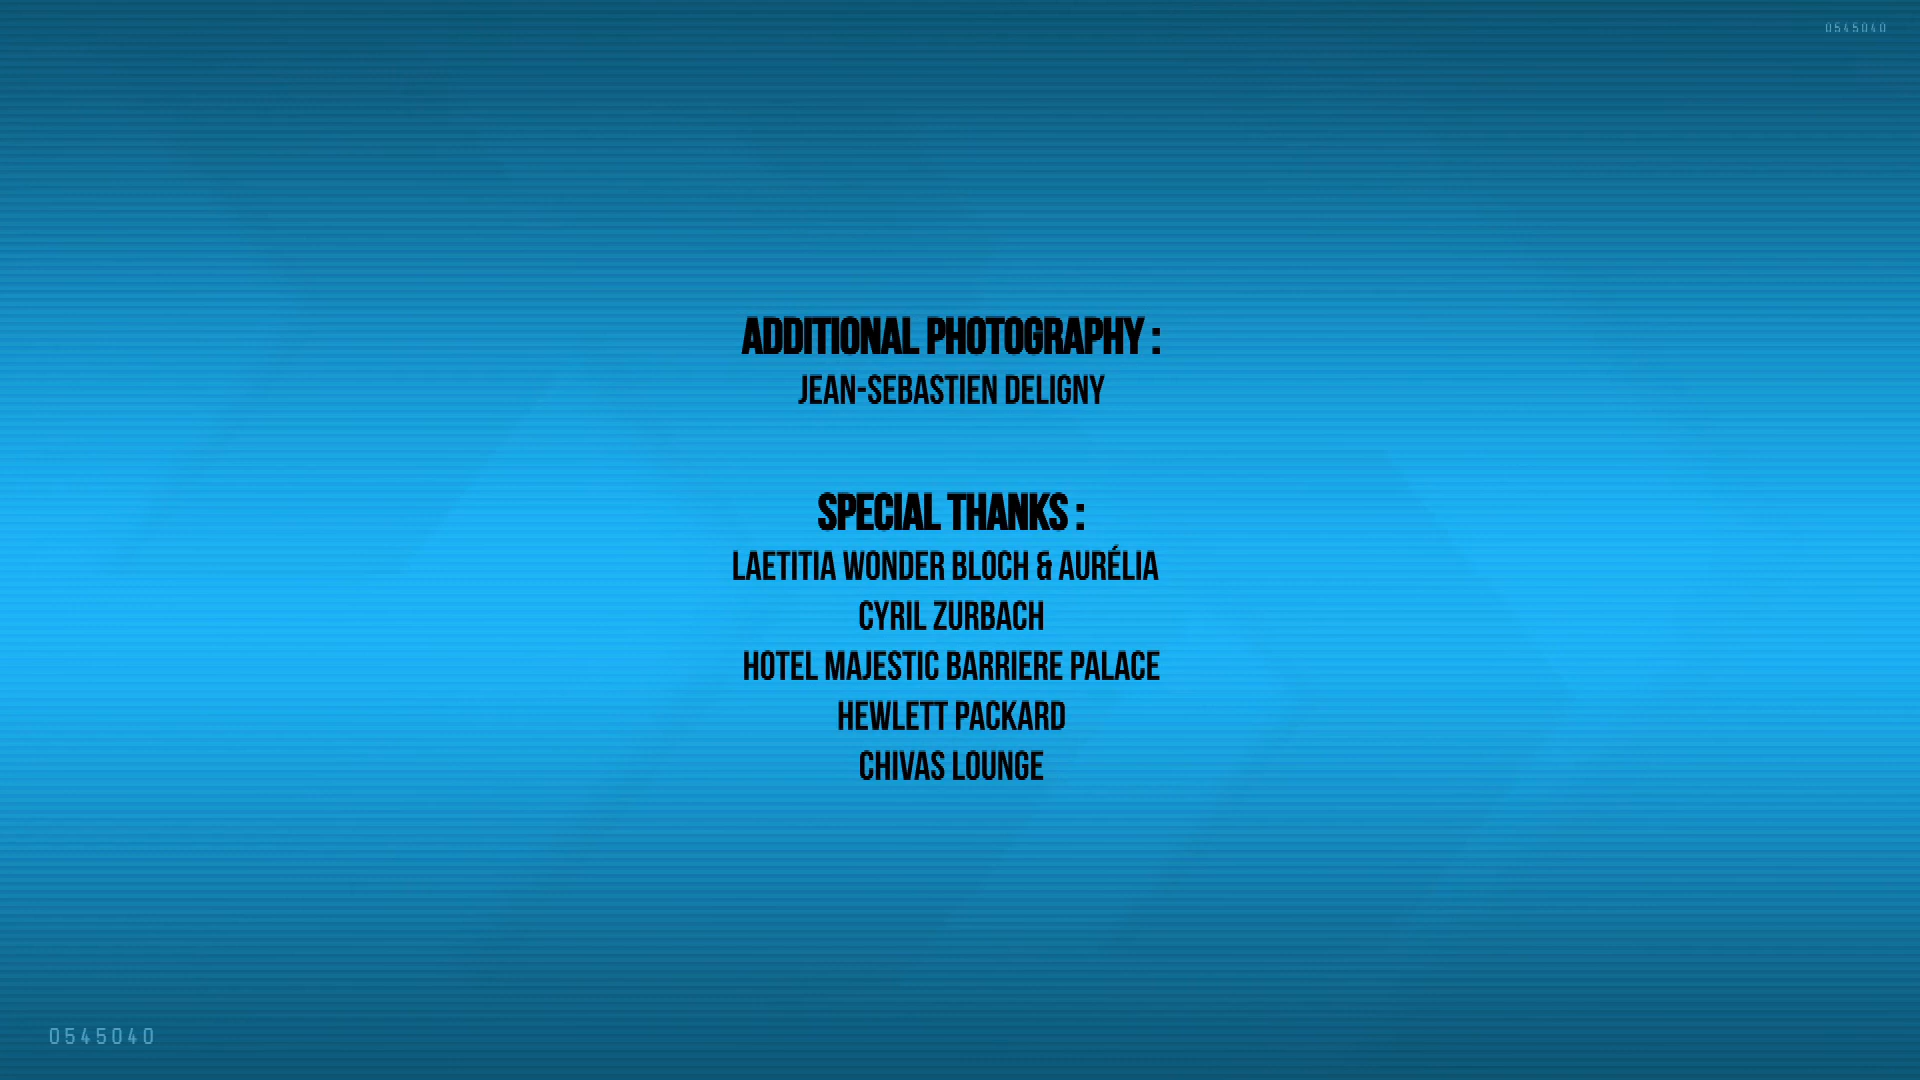 0545040
ADDITIONAL PHOTOGRAPHY :
JEAN-SEBASTIEN DELIGNY
SPECIAL THANKS :
LAETITIA WONDER BLOCH & AURÉLIA
CYRIL ZURBACH
HOTEL MAJESTIC BARRIERE PALACE
HEWLETT PACKARD
CHIVAS LOUNGE
0545040